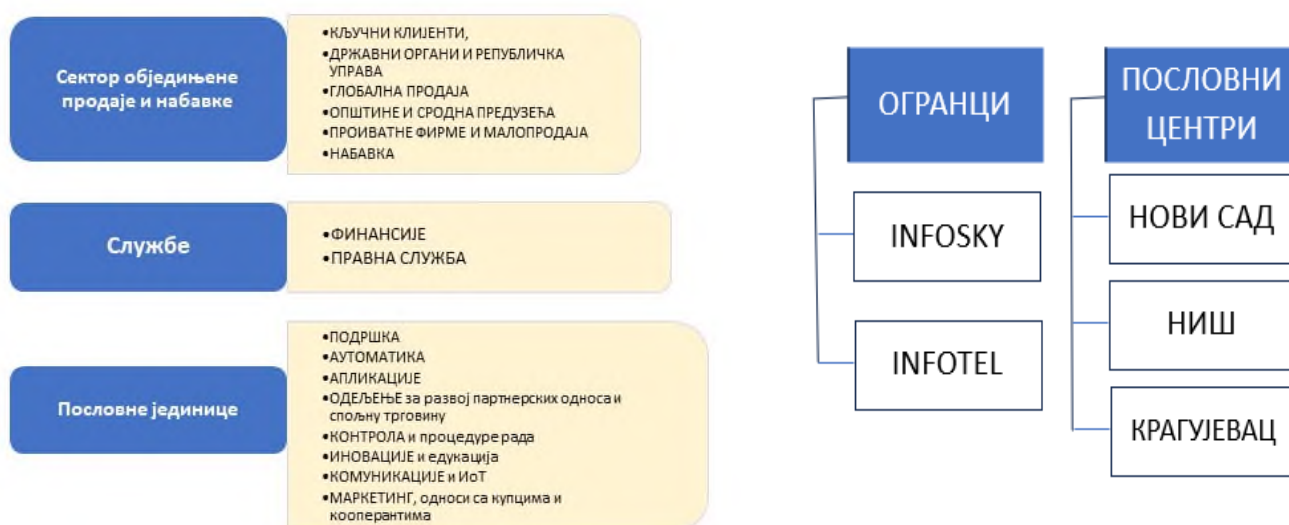 Сектор обједињене
продаје и набавке
•КЉУЧНИ КЛИЈЕНТИ,
•ДРЖАВНИ ОРГАНИ И РЕПУБЛИЧКА
УПРАВА
•ГЛОБАЛНА ПРОДАЈА
•ОПШТИНЕ И СРОДНА ПРЕДУЗЕЋА
•ПРОИВАТНЕ ФИРМЕ И МАЛОПРОДАЈА
•НАБАВКА
Службе
•ФИНАНСИЈЕ
•ПРАВНА СЛУЖБА
Пословне јединице
•ПОДРШКА
•АУТОМАТИКА
•АПЛИКАЦИЈЕ
•ОДЕЉЕЊЕ за развој партнерских односа и
спољну трговину
•КОНТРОЛА и процедуре рада
•ИНОВАЦИЈЕ и едукација
•КОМУНИКАЦИЈЕ и ИоТ
•МАРКЕТИНГ, односи са купцима и
кооперантима
ОГРАНЦИ
INFOSKY
INFOTEL
ПОСЛОВНИ
ЦЕНТРИ
НОВИ САД
НИШ
КРАГУЈЕВАЦ